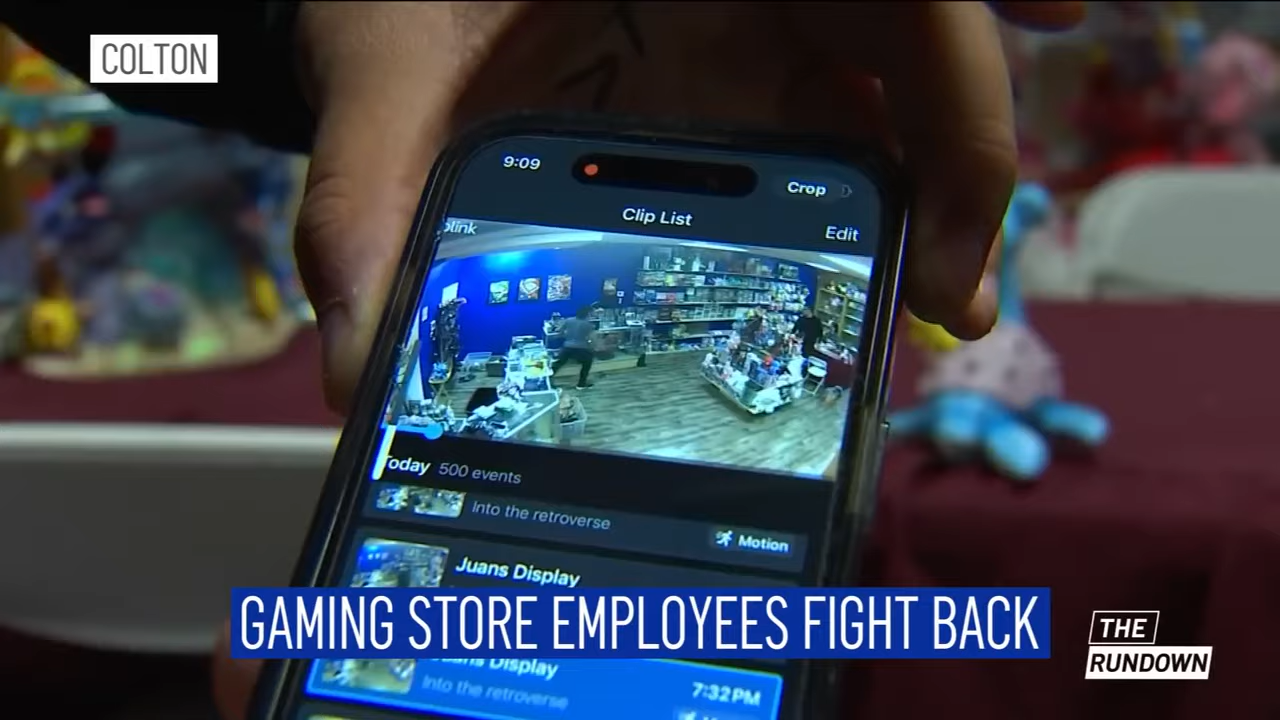 COLTON
9:09
Crop
Clip List
Edit
blink
Today 500 events
Into the retroverse
Motion
Juans Display
GAMING STORE EMPLOYEES FIGHT BACK
THE
RUNDOWN
Juans Display
Into the retroverse
7:32 PM